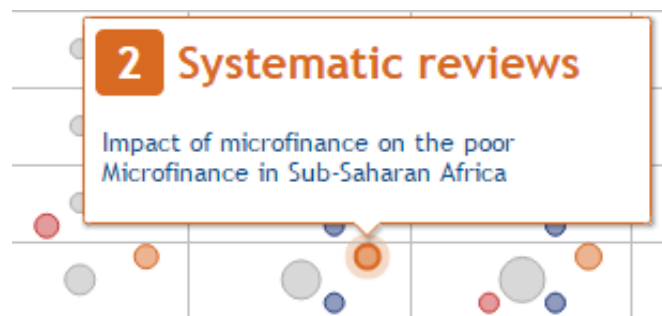 2 Systematic reviews
Impact of microfinance on the poor
Microfinance in Sub-Saharan Africa